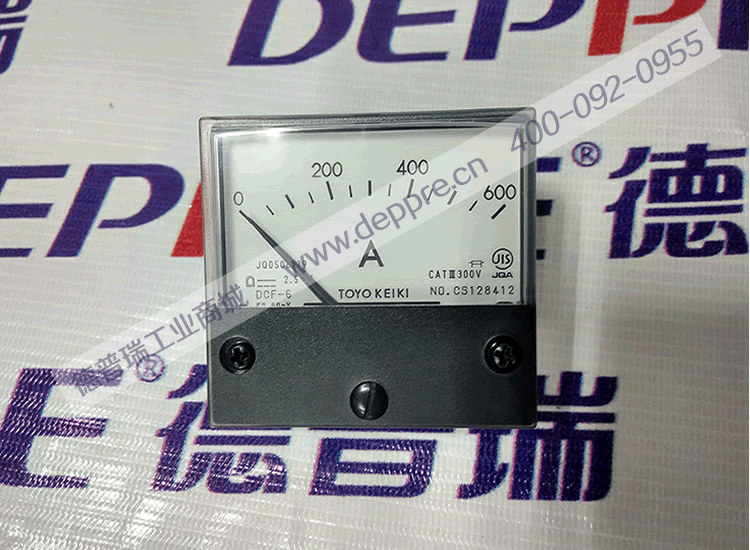 DEPPRE
400-092-0955
www.deppre.cn
德普瑞工业商城
DEPP
E®德
0 200 400 600
A
CAT III 300V
JIS
JQA
2.5
DCF-6
TOYO KEIKI
NO.CS128412
E®德普瑞